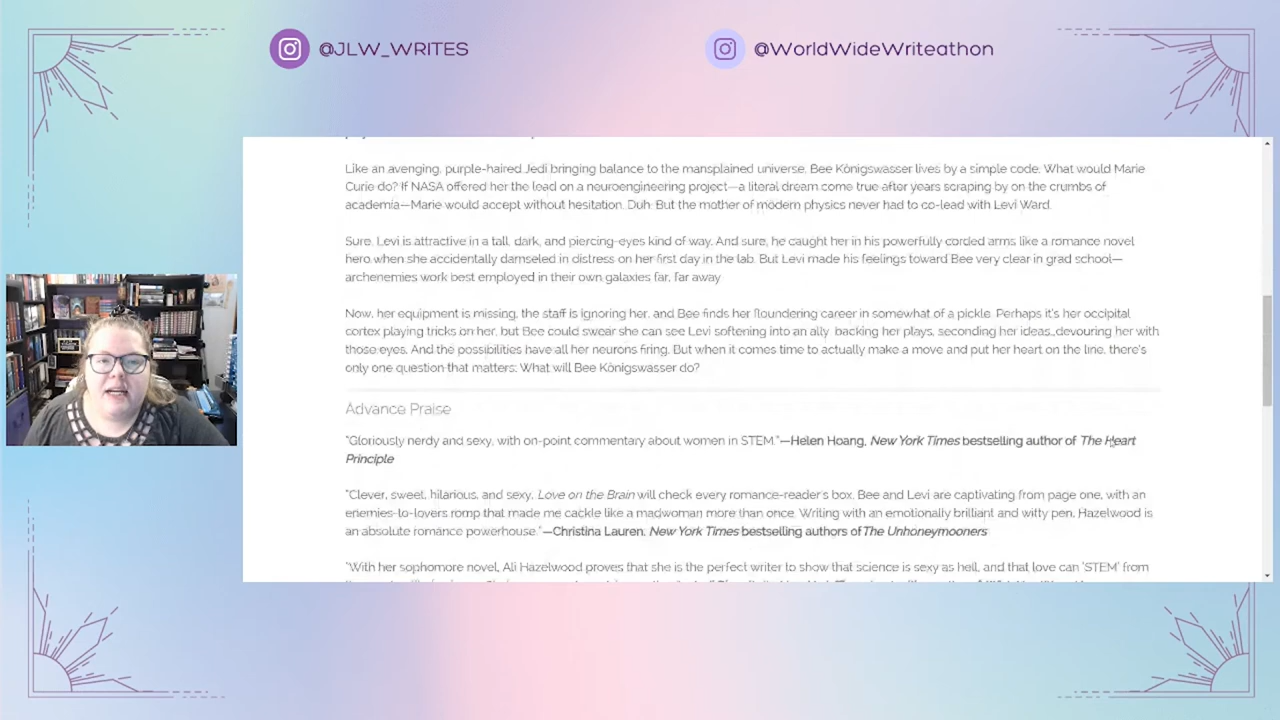 @JLW_WRITES
@WorldWideWriteathon
Like an avenging, purple-haired Jedi bringing balance to the mansplained universe, Bee Königswasser lives by a simple code: What would Marie
Curie do? If NASA offered her the lead on a neuroengineering project—a literal dream come true after years scraping by on the crumbs of
academia—Marie would accept without hesitation. Duh. But the mother of modern physics never had to co-lead with Levi Ward.
Sure, Levi is attractive in a tall, dark, and piercing-eyes kind of way. And sure, he caught her in his powerfully corded arms like a romance novel
hero when she accidentally damseled in distress on her first day in the lab. But Levi made his feelings toward Bee very clear in grad school—
archenemies work best employed in their own galaxies far, far away
Now, her equipment is missing, the staff is ignoring her, and Bee finds her floundering career in somewhat of a pickle. Perhaps it's her occipital
cortex playing tricks on her, but Bee could swear she can see Levi softening into an ally, backing her plays, seconding her ideas...devouring her with
those eyes. And the possibilities have all her neurons firing. But when it comes time to actually make a move and put her heart on the line, there's
only one question that matters: What will Bee Königswasser do?
Advance Praise
"Gloriously nerdy and sexy, with on-point commentary about women in STEM."—Helen Hoang, New York Times bestselling author of The Heart
Principle
"Clever, sweet, hilarious, and sexy, Love on the Brain will check every romance-reader's box. Bee and Levi are captivating from page one, with an
enemies-to-lovers romp that made me cackle like a madwoman more than once. Writing with an emotionally brilliant and witty pen, Hazelwood is
an absolute romance powerhouse."—Christina Lauren, New York Times bestselling authors of The Unhoneymooners
"With her sophomore novel, Ali Hazelwood proves that she is the perfect writer to show that science is sexy as hell, and that love can 'STEM' from